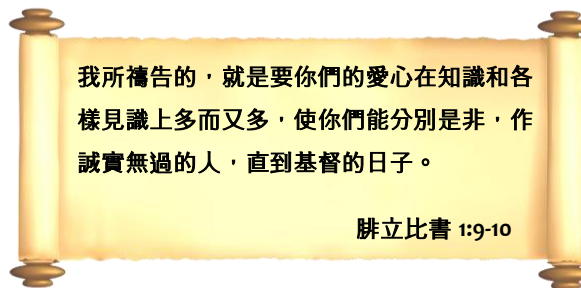 我所禱告的，就是要你們的愛心在知識和各
樣見識上多而又多，使你們能分別是非，作
誠實無過的人，直到基督的日子。
腓立比書 1:9-10